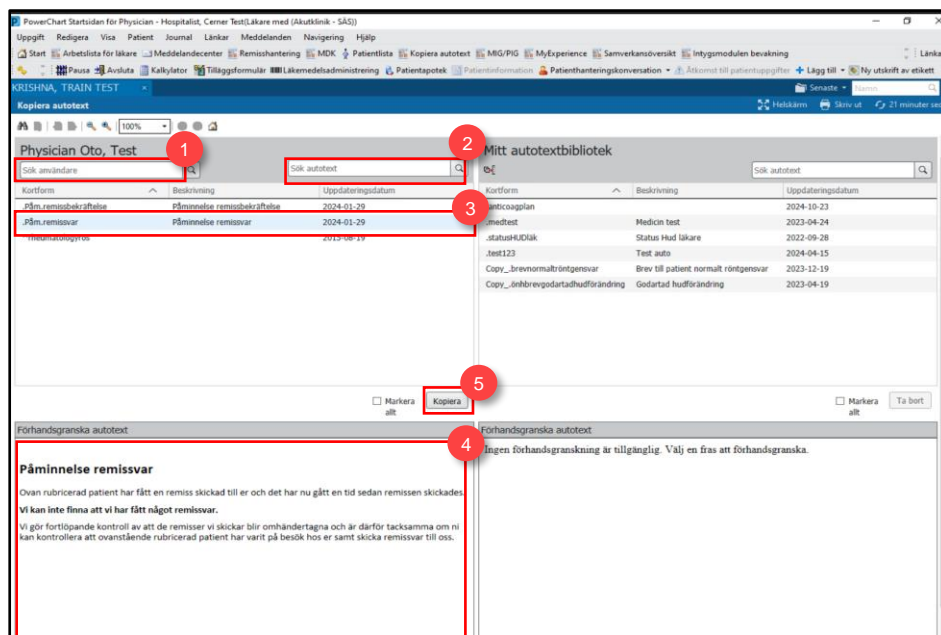 PowerChart Startsidan för Physician - Hospitalist, Cerner Test(Läkare med (Akutklinik - SÄS))
Uppgift Redigera Visa Patient Journal Länkar Meddelanden Navigering Hjälp
Start Arbetslista för läkare Meddelandecenter Remisshantering MDK Patientlista Kopiera autotext MIG/PIG MyExperience Samverkansöversikt Intygsmodulen bevakning Länka
Pausa Avsluta Kalkylator Tilläggsformulär Läkemedelsadministrering Patientapotek Patientinformation Patienthanteringskonversation Åtkomst till patientuppgifter Lägg till Ny utskrift av etikett
KRISHNA, TRAIN TEST × Senaste Namn
Kopiera autotext Helskärm Skriv ut 21 minuter sed
100%
Physician Oto, Test 1 2 Mitt autotextbibliotek
Sök användare Sök autotext Sök autotext
Kortform Beskrivning Uppdateringsdatum Kortform Beskrivning Uppdateringsdatum
.Påm.remissbekräftelse Påminnelse remissbekräftelse 2024-01-29 3 2024-10-23
.Påm.remissvar Påminnelse remissvar 2024-01-29 .medtest Medicin test 2023-04-24
2015-08-19 .statusHUDläk Status Hud läkare 2022-09-28
.test123 Test auto 2024-04-15
Copy_.brevnormaltröntgensvar Brev till patient normalt röntgensvar 2023-12-19
Copy_.önhbrevgodartadhudförändring Godartad hudförändring 2023-04-19
5
Markera allt Kopiera Markera allt Ta bort
Förhandsgranska autotext 4 Förhandsgranska autotext
Ingen förhandsgranskning är tillgänglig. Välj en fras att förhandsgranska.
Påminnelse remissvar
Ovan rubricerad patient har fått en remiss skickad till er och det har nu gått en tid sedan remissen skickades.
Vi kan inte finna att vi har fått något remissvar.
Vi gör fortlöpande kontroll av att de remisser vi skickar blir omhändertagna och är därför tacksamma om ni
kan kontrollera att ovanstående rubricerad patient har varit på besök hos er samt skicka remissvar till oss.